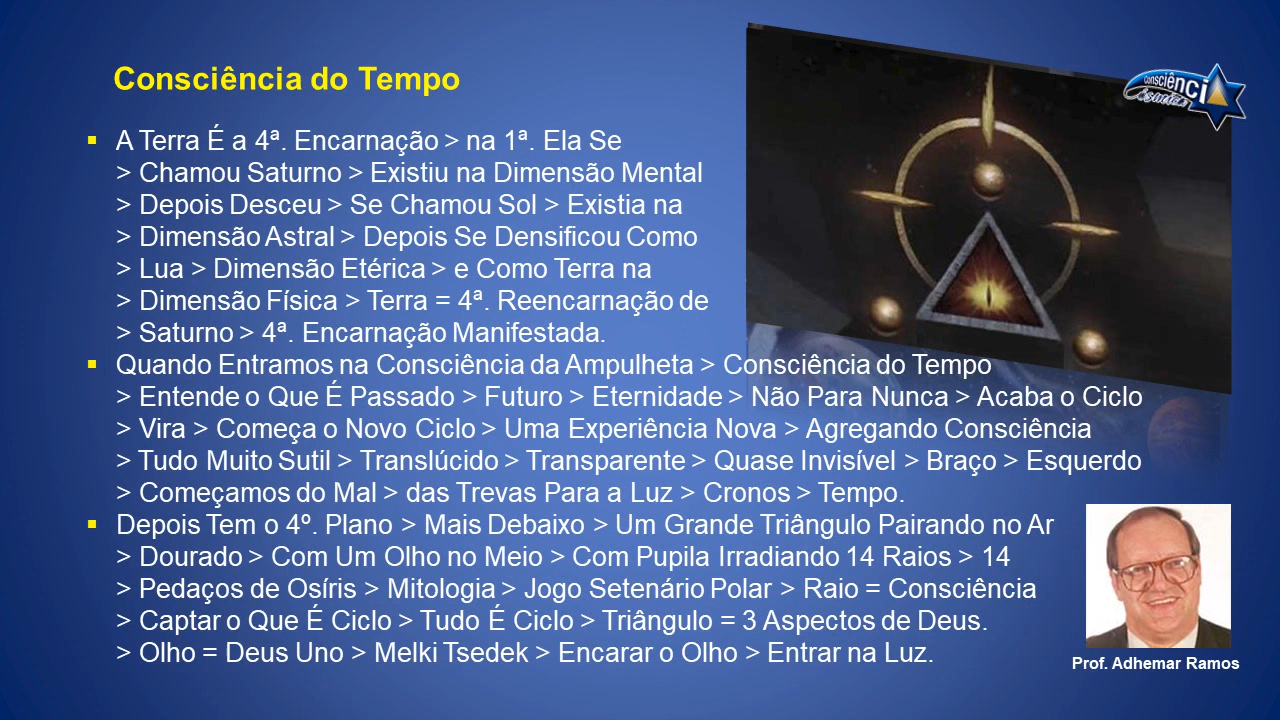 Consciência do Tempo
CONSCIÊNCIA
▪ A Terra É a 4ª. Encarnação > na 1ª. Ela Se
> Chamou Saturno > Existiu na Dimensão Mental
> Depois Desceu > Se Chamou Sol > Existia na
> Dimensão Astral > Depois Se Densificou Como
> Lua > Dimensão Etérica > e Como Terra na
> Dimensão Física > Terra = 4ª. Reencarnação de
> Saturno > 4ª. Encarnação Manifestada.
▪ Quando Entramos na Consciência da Ampulheta > Consciência do Tempo
> Entende o Que É Passado > Futuro > Eternidade > Não Para Nunca > Acaba o Ciclo
> Vira > Começa o Novo Ciclo > Uma Experiência Nova > Agregando Consciência
> Tudo Muito Sutil > Translúcido > Transparente > Quase Invisível > Braço > Esquerdo
> Começamos do Mal > das Trevas Para a Luz > Cronos > Tempo.
▪ Depois Tem o 4º. Plano > Mais Debaixo > Um Grande Triângulo Pairando no Ar
> Dourado > Com Um Olho no Meio > Com Pupila Irradiando 14 Raios > 14
> Pedaços de Osíris > Mitologia > Jogo Setenário Polar > Raio = Consciência
> Captar o Que É Ciclo > Tudo É Ciclo > Triângulo = 3 Aspectos de Deus.
> Olho = Deus Uno > Melki Tsedek > Encarar o Olho > Entrar na Luz.
Prof. Adhemar Ramos